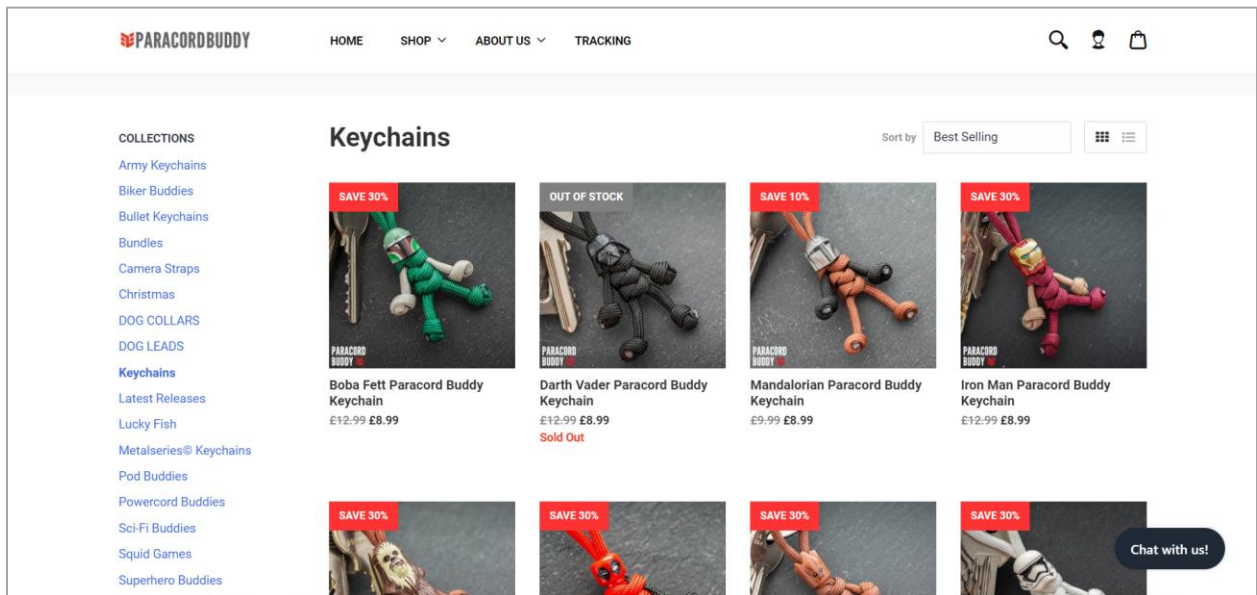 PARACORDBUDDY
HOME
SHOP
ABOUT US
TRACKING
COLLECTIONS
Army Keychains
Biker Buddies
Bullet Keychains
Bundles
Camera Straps
Christmas
DOG COLLARS
DOG LEADS
Keychains
Latest Releases
Lucky Fish
Metalseries© Keychains
Pod Buddies
Powercord Buddies
Sci-Fi Buddies
Squid Games
Superhero Buddies
Keychains
Sort by
Best Selling
SAVE 30%
PARACORD
BUDDY
Boba Fett Paracord Buddy
Keychain
£12.99 £8.99
OUT OF STOCK
PARACORD
BUDDY
Darth Vader Paracord Buddy
Keychain
£12.99 £8.99
Sold Out
SAVE 10%
PARACORD
BUDDY
Mandalorian Paracord Buddy
Keychain
£9.99 £8.99
SAVE 30%
PARACORD
BUDDY
Iron Man Paracord Buddy
Keychain
£12.99 £8.99
SAVE 30%
SAVE 30%
SAVE 30%
SAVE 30%
Chat with us!